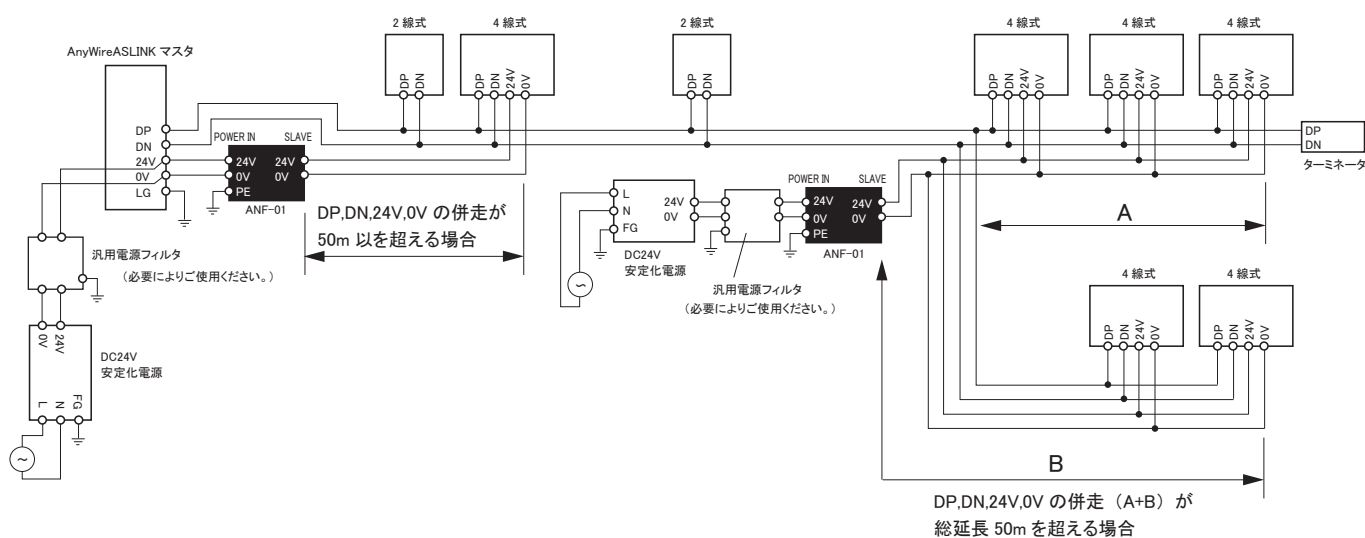 2 線式
4 線式
2 線式
4 線式
4 線式
4 線式
AnyWireASLINK マスタ
DP
DN
DP
DN
24V
0V
DP
DN
DP
DN
24V
0V
DP
DN
24V
0V
DP
DN
24V
0V
DP
DN
24V
0V
LG
POWER IN
SLAVE
24V
0V
PE
24V
0V
ANF-01
DP
DN
ターミネータ
DP,DN,24V,0V の併走が
50m 以を超える場合
L
N
FG
24V
0V
DC24V
安定化電源
POWER IN
SLAVE
24V
0V
PE
24V
0V
ANF-01
汎用電源フィルタ
(必要によりご使用ください。)
A
汎用電源フィルタ
(必要によりご使用ください。)
4 線式
4 線式
DP
DN
24V
0V
DP
DN
24V
0V
0V
24V
DC24V
安定化電源
L
N
FG
B
DP,DN,24V,0V の併走（A+B）が
総延長 50m を超える場合